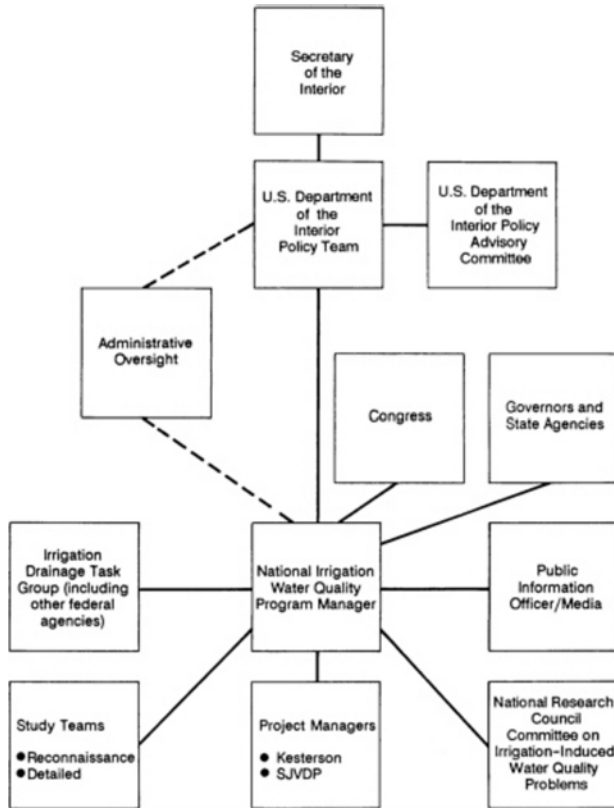 Secretary
of the
Interior
U.S. Department
of the
Interior
Policy Team
U.S. Department
of the
Interior Policy
Advisory
Committee
Administrative
Oversight
Congress
Governors and
State Agencies
Irrigation
Drainage Task
Group (including
other federal
agencies)
National Irrigation
Water Quality
Program Manager
Public
Information
Officer/Media
Study Teams
●Reconnaissance
●Detailed
Project Managers
● Kesterson
● SJVDP
National Research
Council
Committee on
Irrigation-Induced
Water Quality
Problems